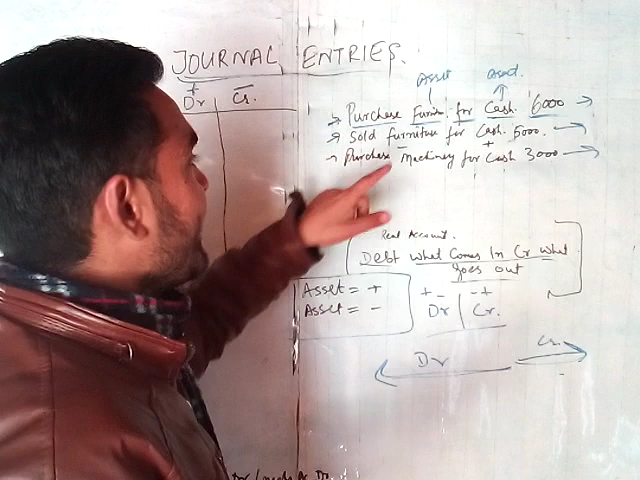 JOURNAL ENTRIES.
+
Dr Cr.
Asset Asset
→ Purchase Furni. for Cash 6000 →
→ Sold furniture for Cash. 5000. →
- +
→ Purchase Machinery for Cash 3000 →
Real Account.
Debt what Comes In Cr what
goes out
Asset = +
Asset = -
+ - - +
Dr Cr.
Dr Cr.